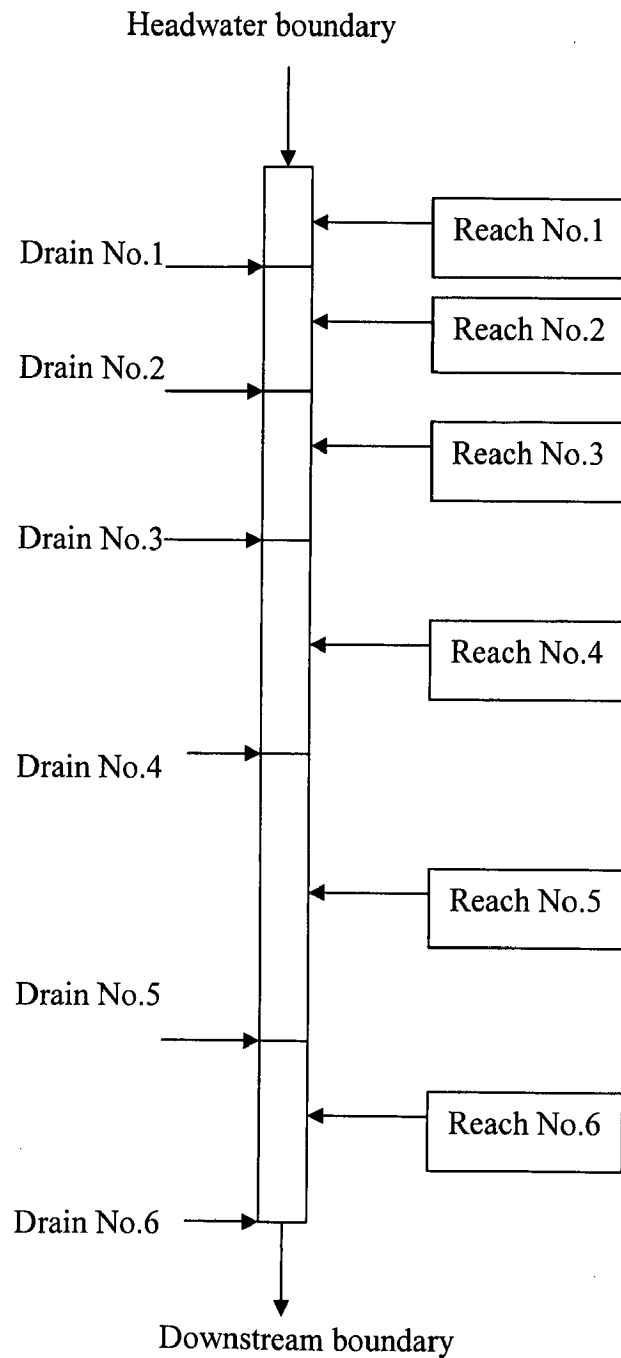 Headwater boundary
Reach No.1
Drain No.1
Reach No.2
Drain No.2
Reach No.3
Drain No.3
Reach No.4
Drain No.4
Reach No.5
Drain No.5
Reach No.6
Drain No.6
Downstream boundary